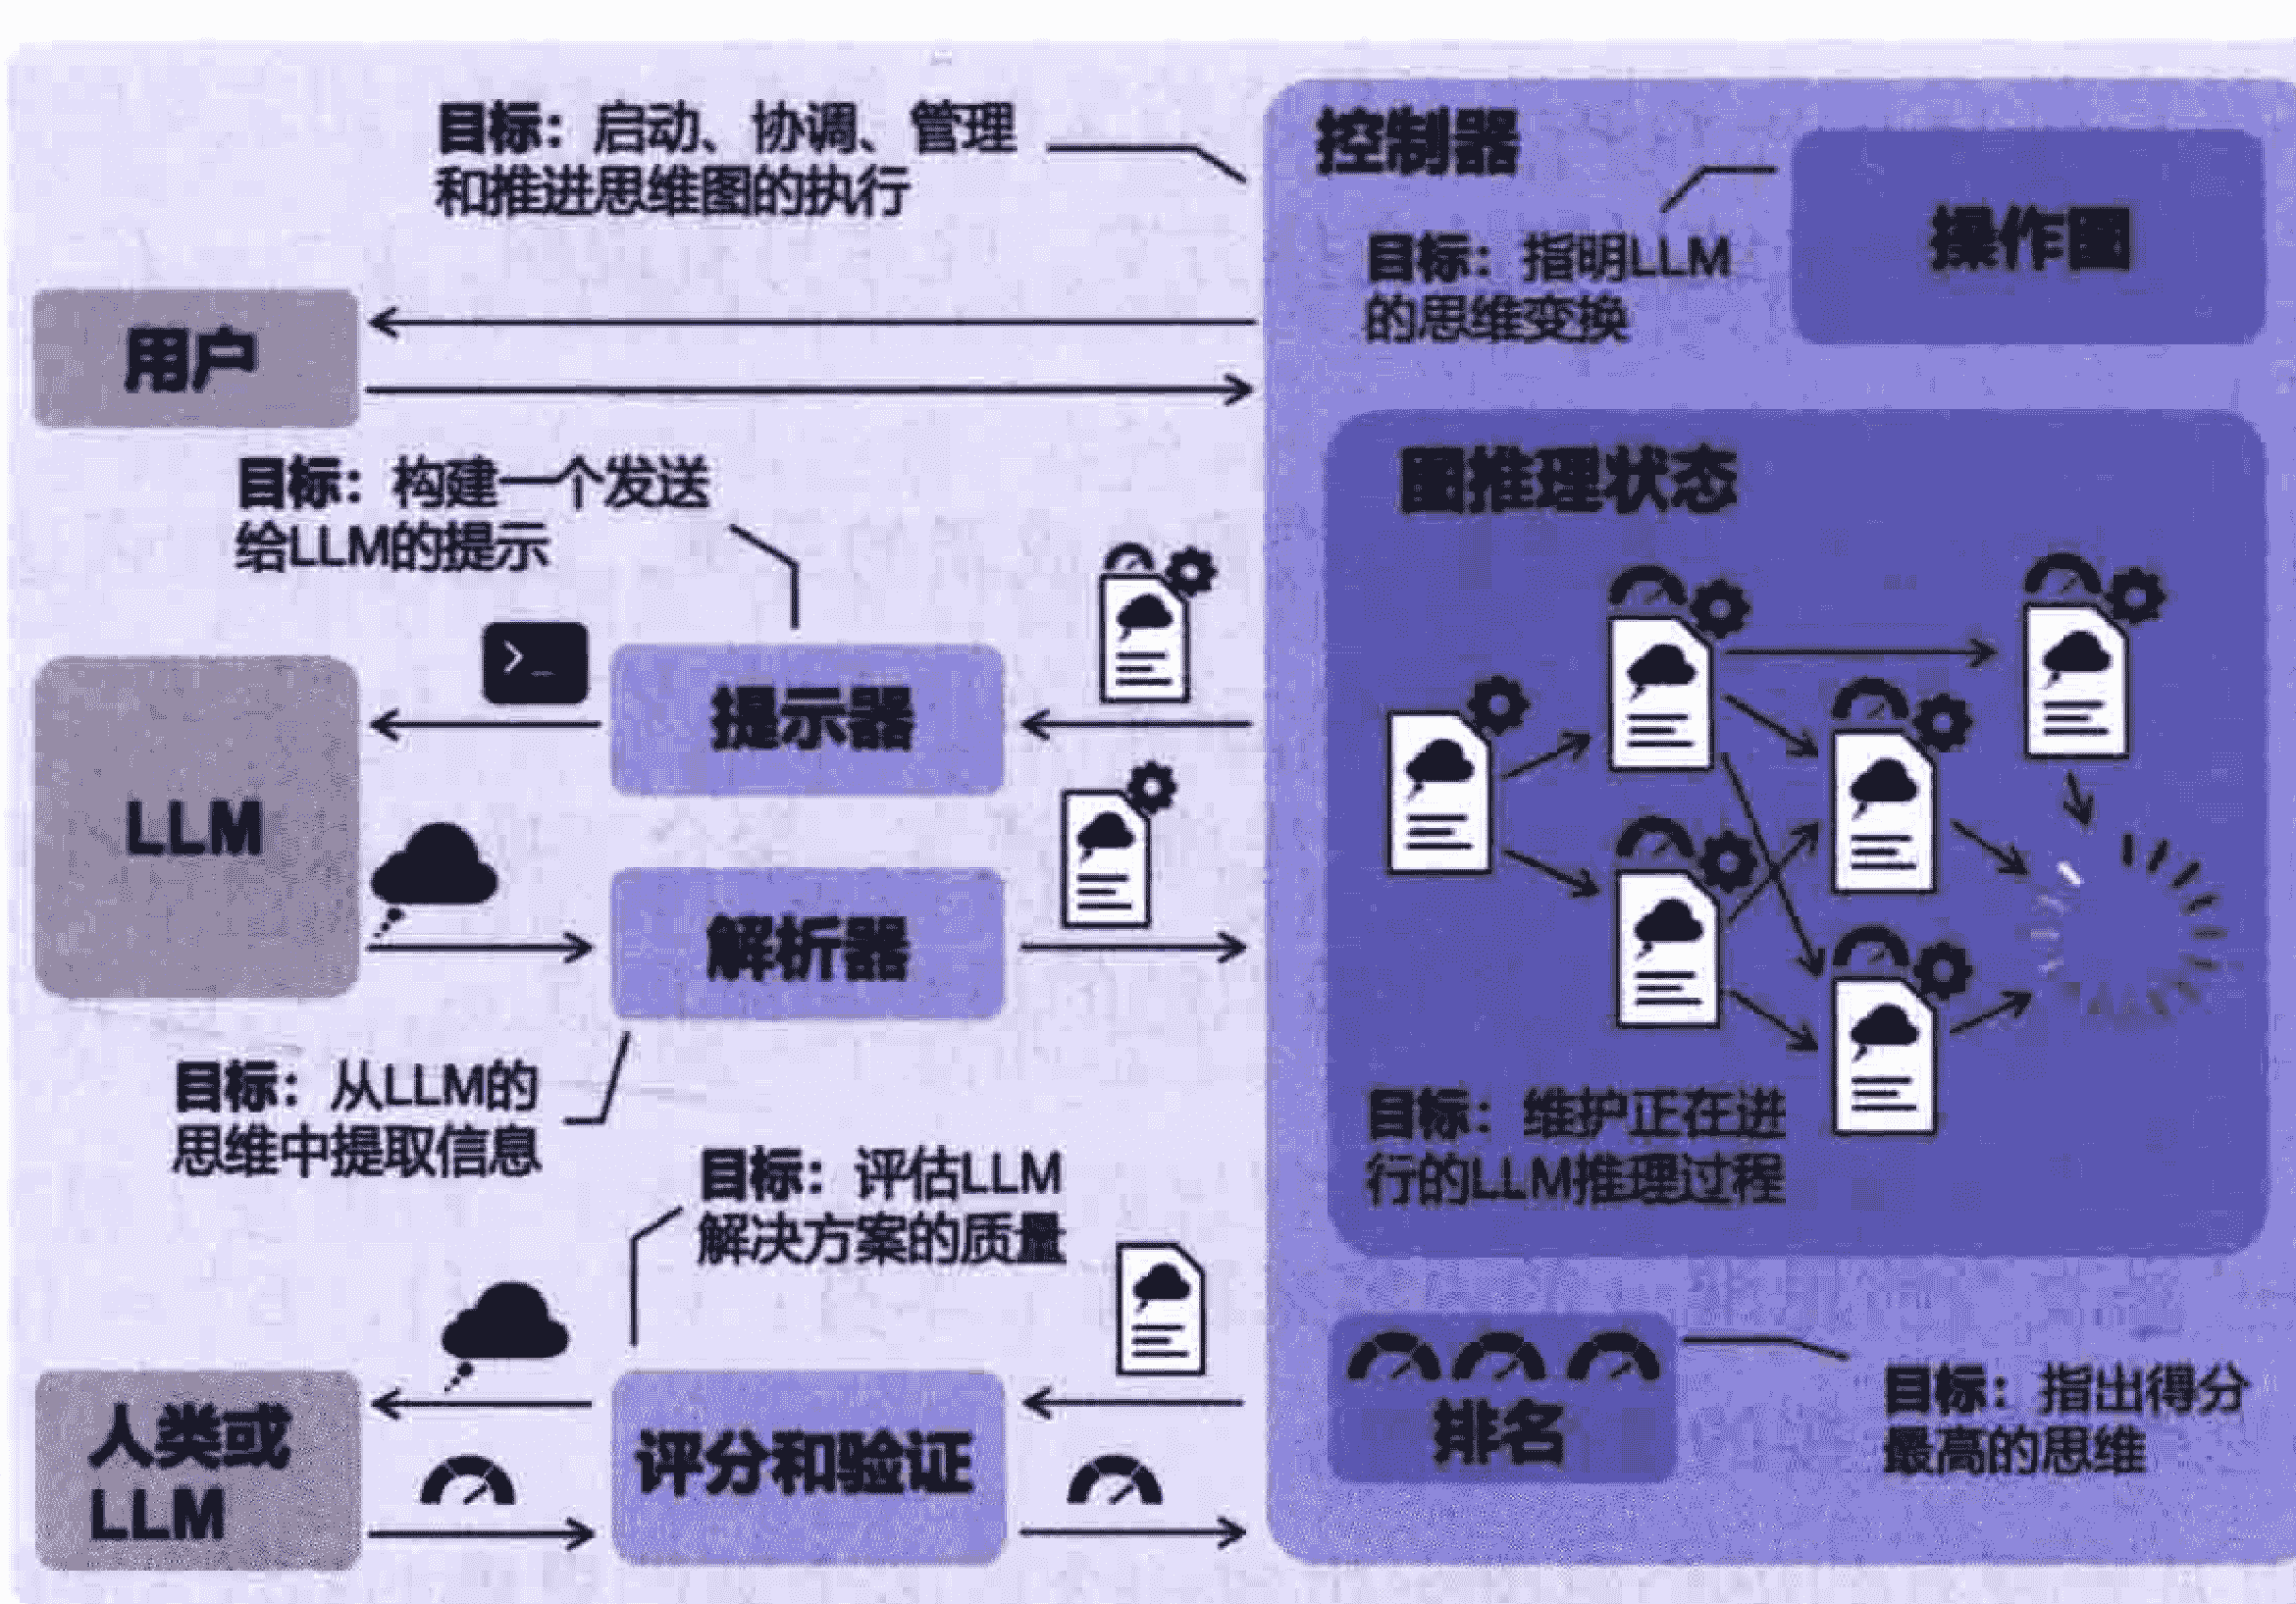 目标：启动、协调、管理
和推进思维图的执行
控制器
操作图
目标：指明LLM
的思维变换
用户
图推理状态
目标：构建一个发送
给LLM的提示
>_
提示器
LLM
解析器
目标：从LLM的
思维中提取信息
目标：维护正在进
行的LLM推理过程
目标：评估LLM
解决方案的质量
排名
目标：指出得分
最高的思维
人类或
LLM
评分和验证